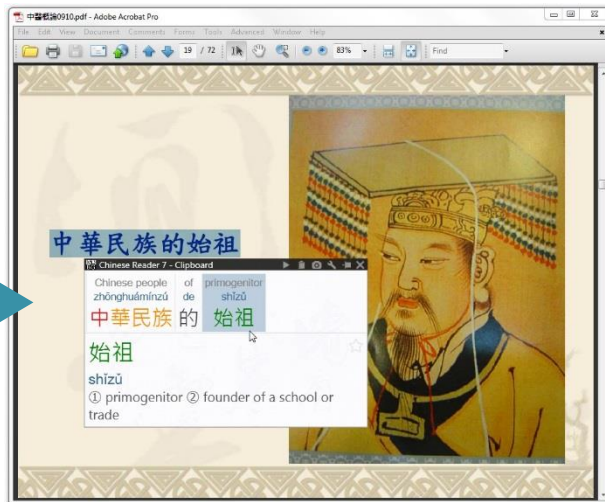 中醫概論0910.pdf - Adobe Acrobat Pro
File Edit View Document Comments Forms Tools Advanced Window Help
19 / 72 83% Find
中華民族的始祖
Chinese Reader 7 - Clipboard
Chinese people of primogenitor
zhōnghuámínzú de shǐzǔ
中華民族 的 始祖
始祖
shǐzǔ
① primogenitor ② founder of a school or
trade